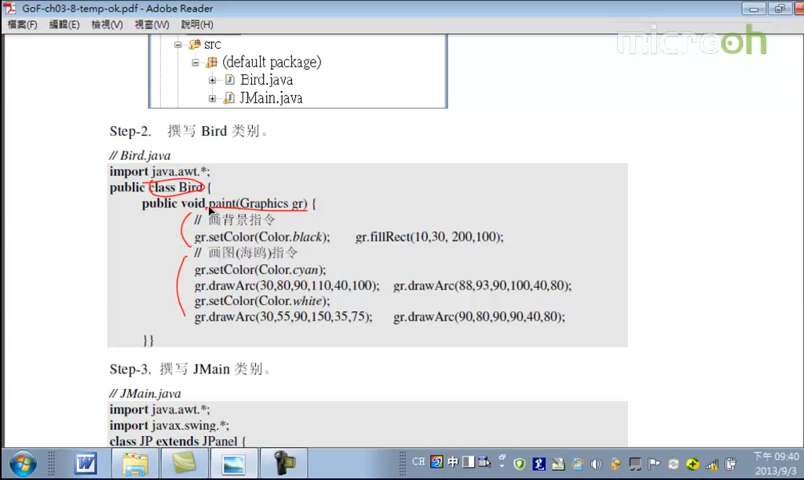 GoF-ch03-8-temp-ok.pdf - Adobe Reader
檔案(F) 編輯(E) 檢視(V) 視窗(W) 說明(H)
microoh
src
(default package)
Bird.java
JMain.java
Step-2. 撰写 Bird 类别。
// Bird.java
import java.awt.*;
public class Bird {
public void paint(Graphics gr) {
// 画背景指令
gr.setColor(Color.black); gr.fillRect(10,30, 200,100);
// 画图(海鸥)指令
gr.setColor(Color.cyan);
gr.drawArc(30,80,90,110,40,100); gr.drawArc(88,93,90,100,40,80);
gr.setColor(Color.white);
gr.drawArc(30,55,90,150,35,75); gr.drawArc(90,80,90,90,40,80);
}}
Step-3. 撰写 JMain 类别。
// JMain.java
import java.awt.*;
import javax.swing.*;
class JP extends JPanel {
CH 中 下午 09:40
2013/9/3